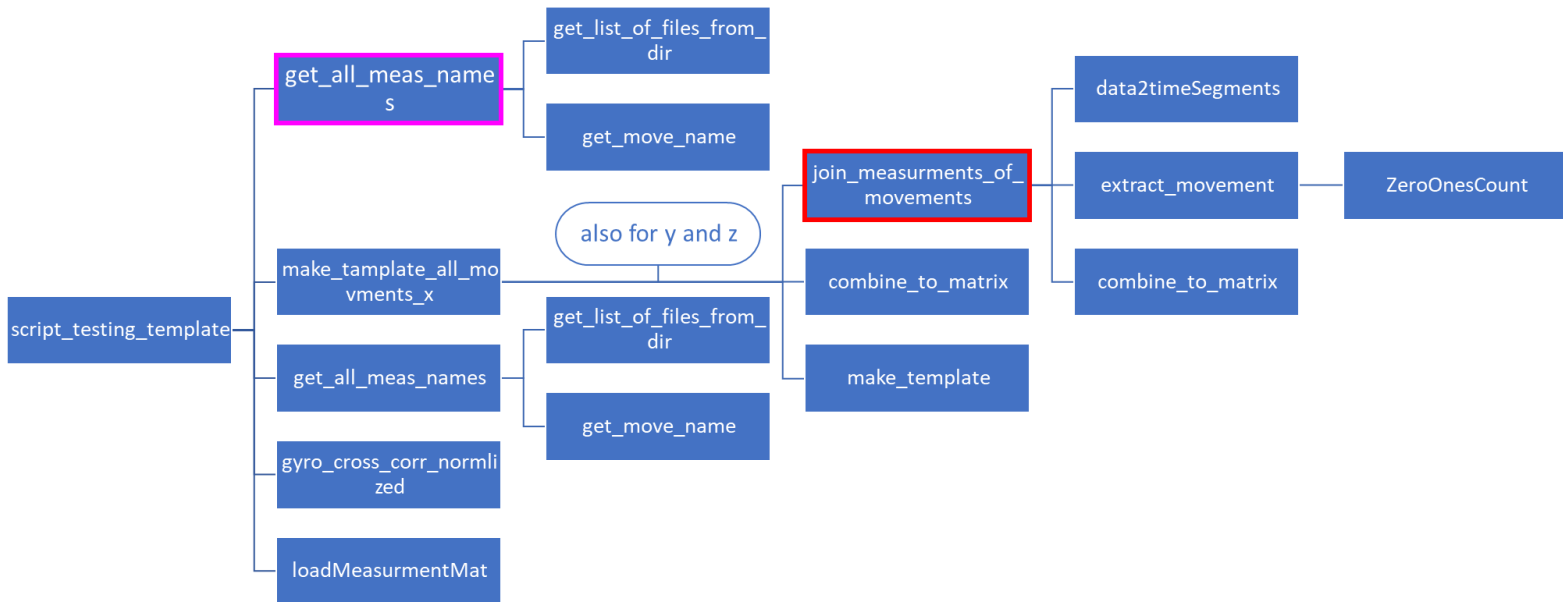 script_testing_template
get_all_meas_name
s
get_list_of_files_from_
dir
get_move_name
make_tamplate_all_mo
vments_x
also for y and z
join_measurments_of_
movements
data2timeSegments
extract_movement
ZeroOnesCount
combine_to_matrix
combine_to_matrix
make_template
get_all_meas_names
get_list_of_files_from_
dir
get_move_name
gyro_cross_corr_normli
zed
loadMeasurmentMat